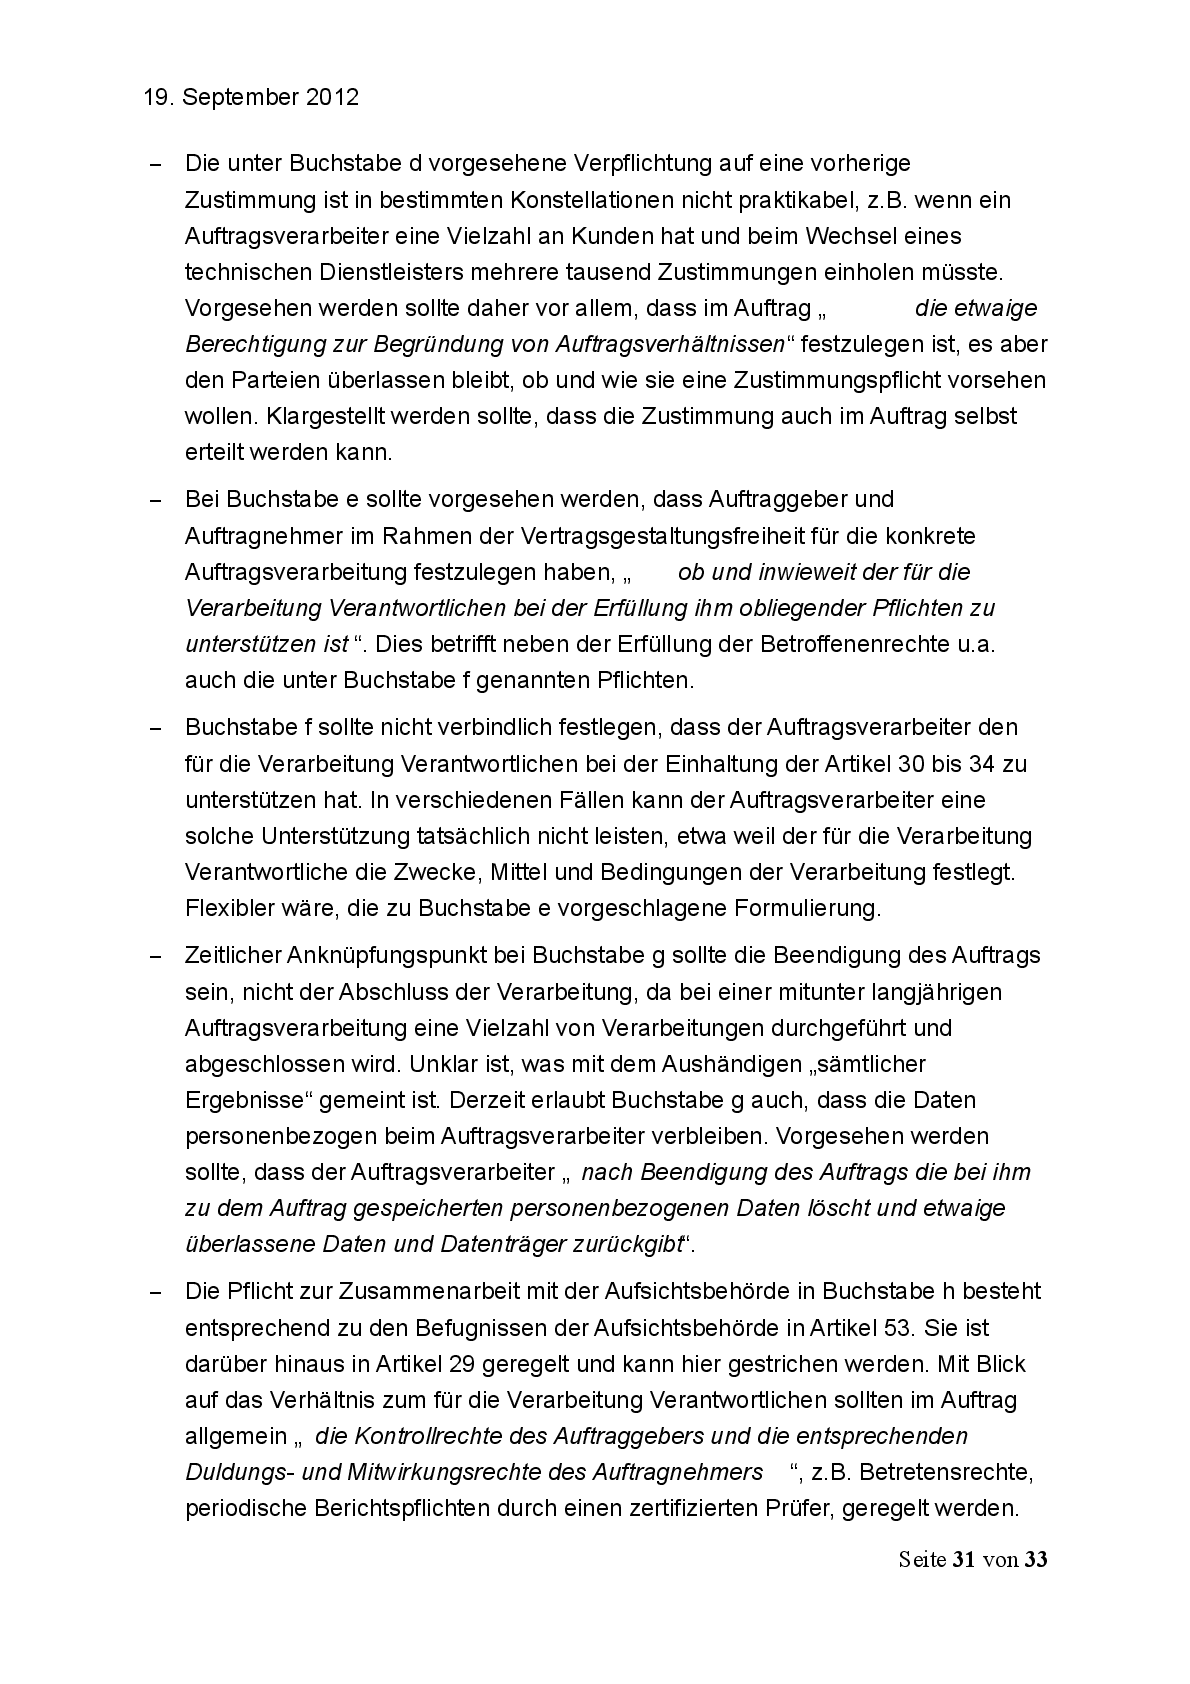 19. September 2012
– Die unter Buchstabe d vorgesehene Verpflichtung auf eine vorherige
Zustimmung ist in bestimmten Konstellationen nicht praktikabel, z.B. wenn ein
Auftragsverarbeiter eine Vielzahl an Kunden hat und beim Wechsel eines
technischen Dienstleisters mehrere tausend Zustimmungen einholen müsste.
Vorgesehen werden sollte daher vor allem, dass im Auftrag „ die etwaige
Berechtigung zur Begründung von Auftragsverhältnissen“ festzulegen ist, es aber
den Parteien überlassen bleibt, ob und wie sie eine Zustimmungspflicht vorsehen
wollen. Klargestellt werden sollte, dass die Zustimmung auch im Auftrag selbst
erteilt werden kann.
– Bei Buchstabe e sollte vorgesehen werden, dass Auftraggeber und
Auftragnehmer im Rahmen der Vertragsgestaltungsfreiheit für die konkrete
Auftragsverarbeitung festzulegen haben, „ ob und inwieweit der für die
Verarbeitung Verantwortlichen bei der Erfüllung ihm obliegender Pflichten zu
unterstützen ist “. Dies betrifft neben der Erfüllung der Betroffenenrechte u.a.
auch die unter Buchstabe f genannten Pflichten.
– Buchstabe f sollte nicht verbindlich festlegen, dass der Auftragsverarbeiter den
für die Verarbeitung Verantwortlichen bei der Einhaltung der Artikel 30 bis 34 zu
unterstützen hat. In verschiedenen Fällen kann der Auftragsverarbeiter eine
solche Unterstützung tatsächlich nicht leisten, etwa weil der für die Verarbeitung
Verantwortliche die Zwecke, Mittel und Bedingungen der Verarbeitung festlegt.
Flexibler wäre, die zu Buchstabe e vorgeschlagene Formulierung.
– Zeitlicher Anknüpfungspunkt bei Buchstabe g sollte die Beendigung des Auftrags
sein, nicht der Abschluss der Verarbeitung, da bei einer mitunter langjährigen
Auftragsverarbeitung eine Vielzahl von Verarbeitungen durchgeführt und
abgeschlossen wird. Unklar ist, was mit dem Aushändigen „sämtlicher
Ergebnisse“ gemeint ist. Derzeit erlaubt Buchstabe g auch, dass die Daten
personenbezogen beim Auftragsverarbeiter verbleiben. Vorgesehen werden
sollte, dass der Auftragsverarbeiter „ nach Beendigung des Auftrags die bei ihm
zu dem Auftrag gespeicherten personenbezogenen Daten löscht und etwaige
überlassene Daten und Datenträger zurückgibt“.
– Die Pflicht zur Zusammenarbeit mit der Aufsichtsbehörde in Buchstabe h besteht
entsprechend zu den Befugnissen der Aufsichtsbehörde in Artikel 53. Sie ist
darüber hinaus in Artikel 29 geregelt und kann hier gestrichen werden. Mit Blick
auf das Verhältnis zum für die Verarbeitung Verantwortlichen sollten im Auftrag
allgemein „ die Kontrollrechte des Auftraggebers und die entsprechenden
Duldungs- und Mitwirkungsrechte des Auftragnehmers “, z.B. Betretensrechte,
periodische Berichtspflichten durch einen zertifizierten Prüfer, geregelt werden.
Seite 31 von 33